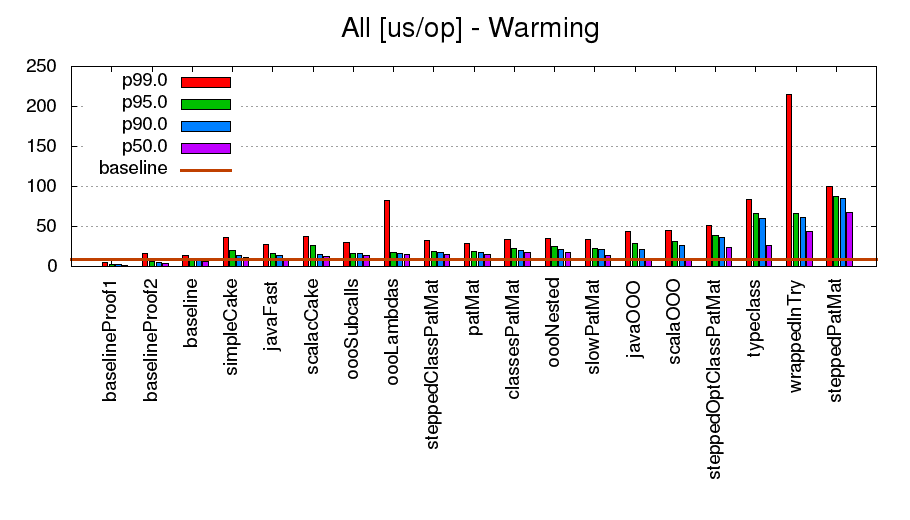 All [us/op] - Warming
250
200
150
100
50
0
p99.0
p95.0
p90.0
p50.0
baseline
baselineProof1
baselineProof2
baseline
simpleCake
javaFast
scalacCake
oooSubcalls
oooLambdas
steppedClassPatMat
patMat
classesPatMat
oooNested
slowPatMat
javaOOO
scalaOOO
steppedOptClassPatMat
typeclass
wrappedInTry
steppedPatMat